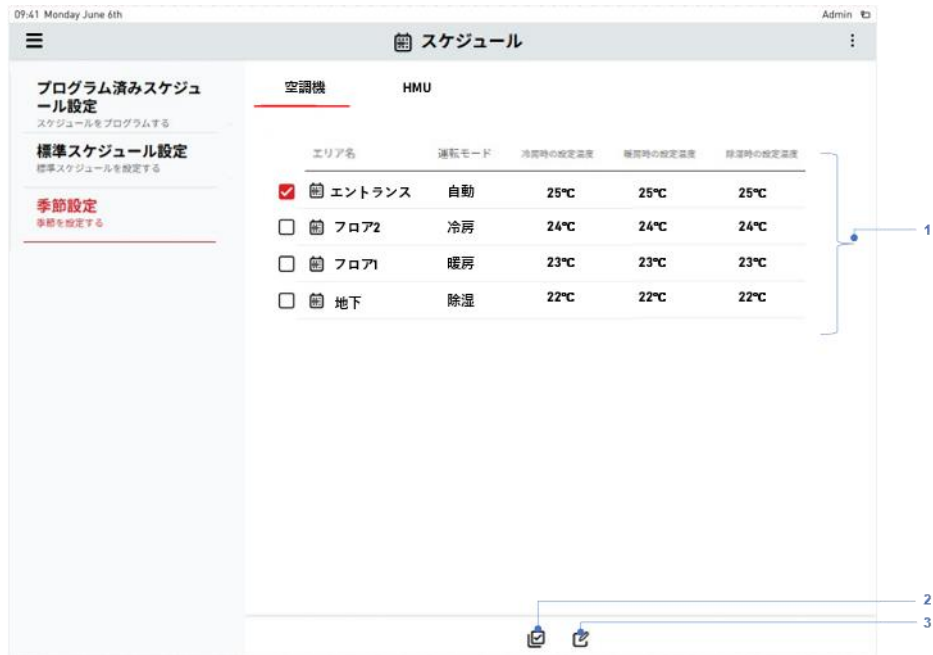 09:41 Monday June 6th Admin
スケジュール
プログラム済みスケジュ
ール設定
スケジュールをプログラムする
標準スケジュール設定
標準スケジュールを設定する
季節設定
季節を設定する
空調機 HMU
エリア名 運転モード 冷房時の設定温度 暖房時の設定温度 除湿時の設定温度
エントランス 自動 25℃ 25℃ 25℃
フロア2 冷房 24℃ 24℃ 24℃
フロア1 暖房 23℃ 23℃ 23℃
地下 除湿 22℃ 22℃ 22℃
1
2
3